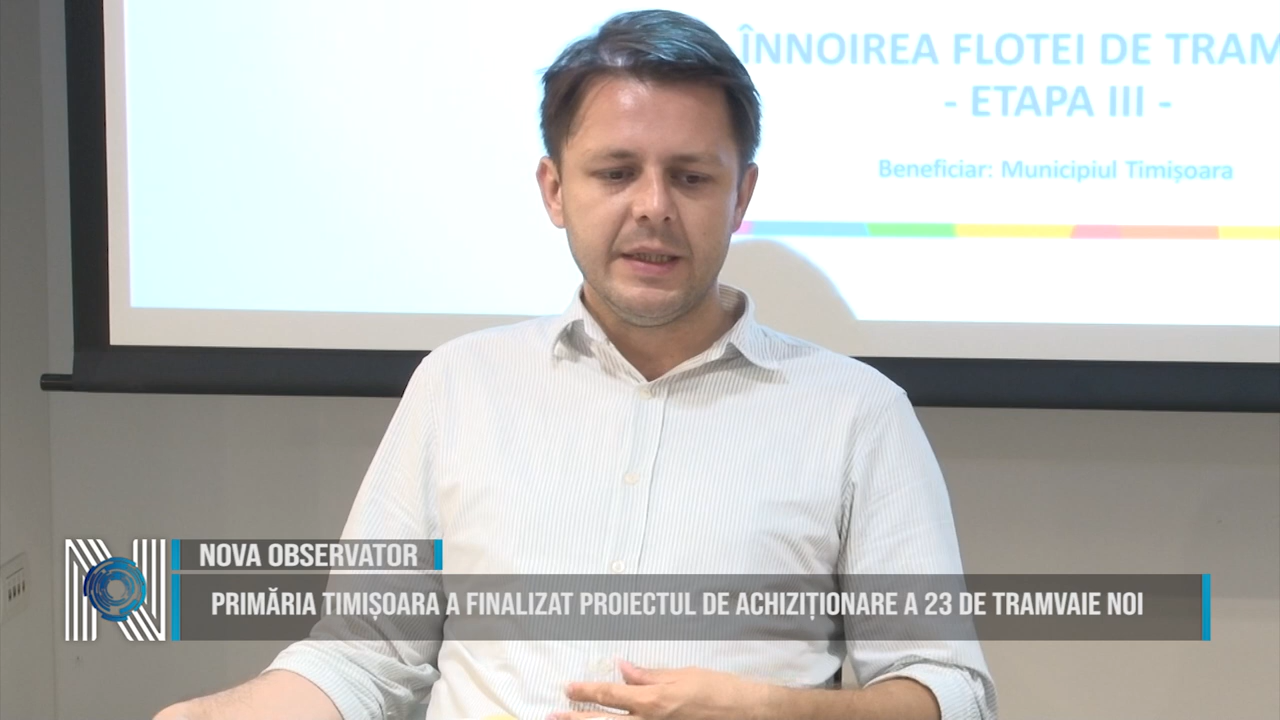 ÎNNOIREA FLOTEI DE TRAM
- ETAPA III -
Beneficiar: Municipiul Timișoara
NOVA OBSERVATOR
PRIMĂRIA TIMIȘOARA A FINALIZAT PROIECTUL DE ACHIZIȚIONARE A 23 DE TRAMVAIE NOI